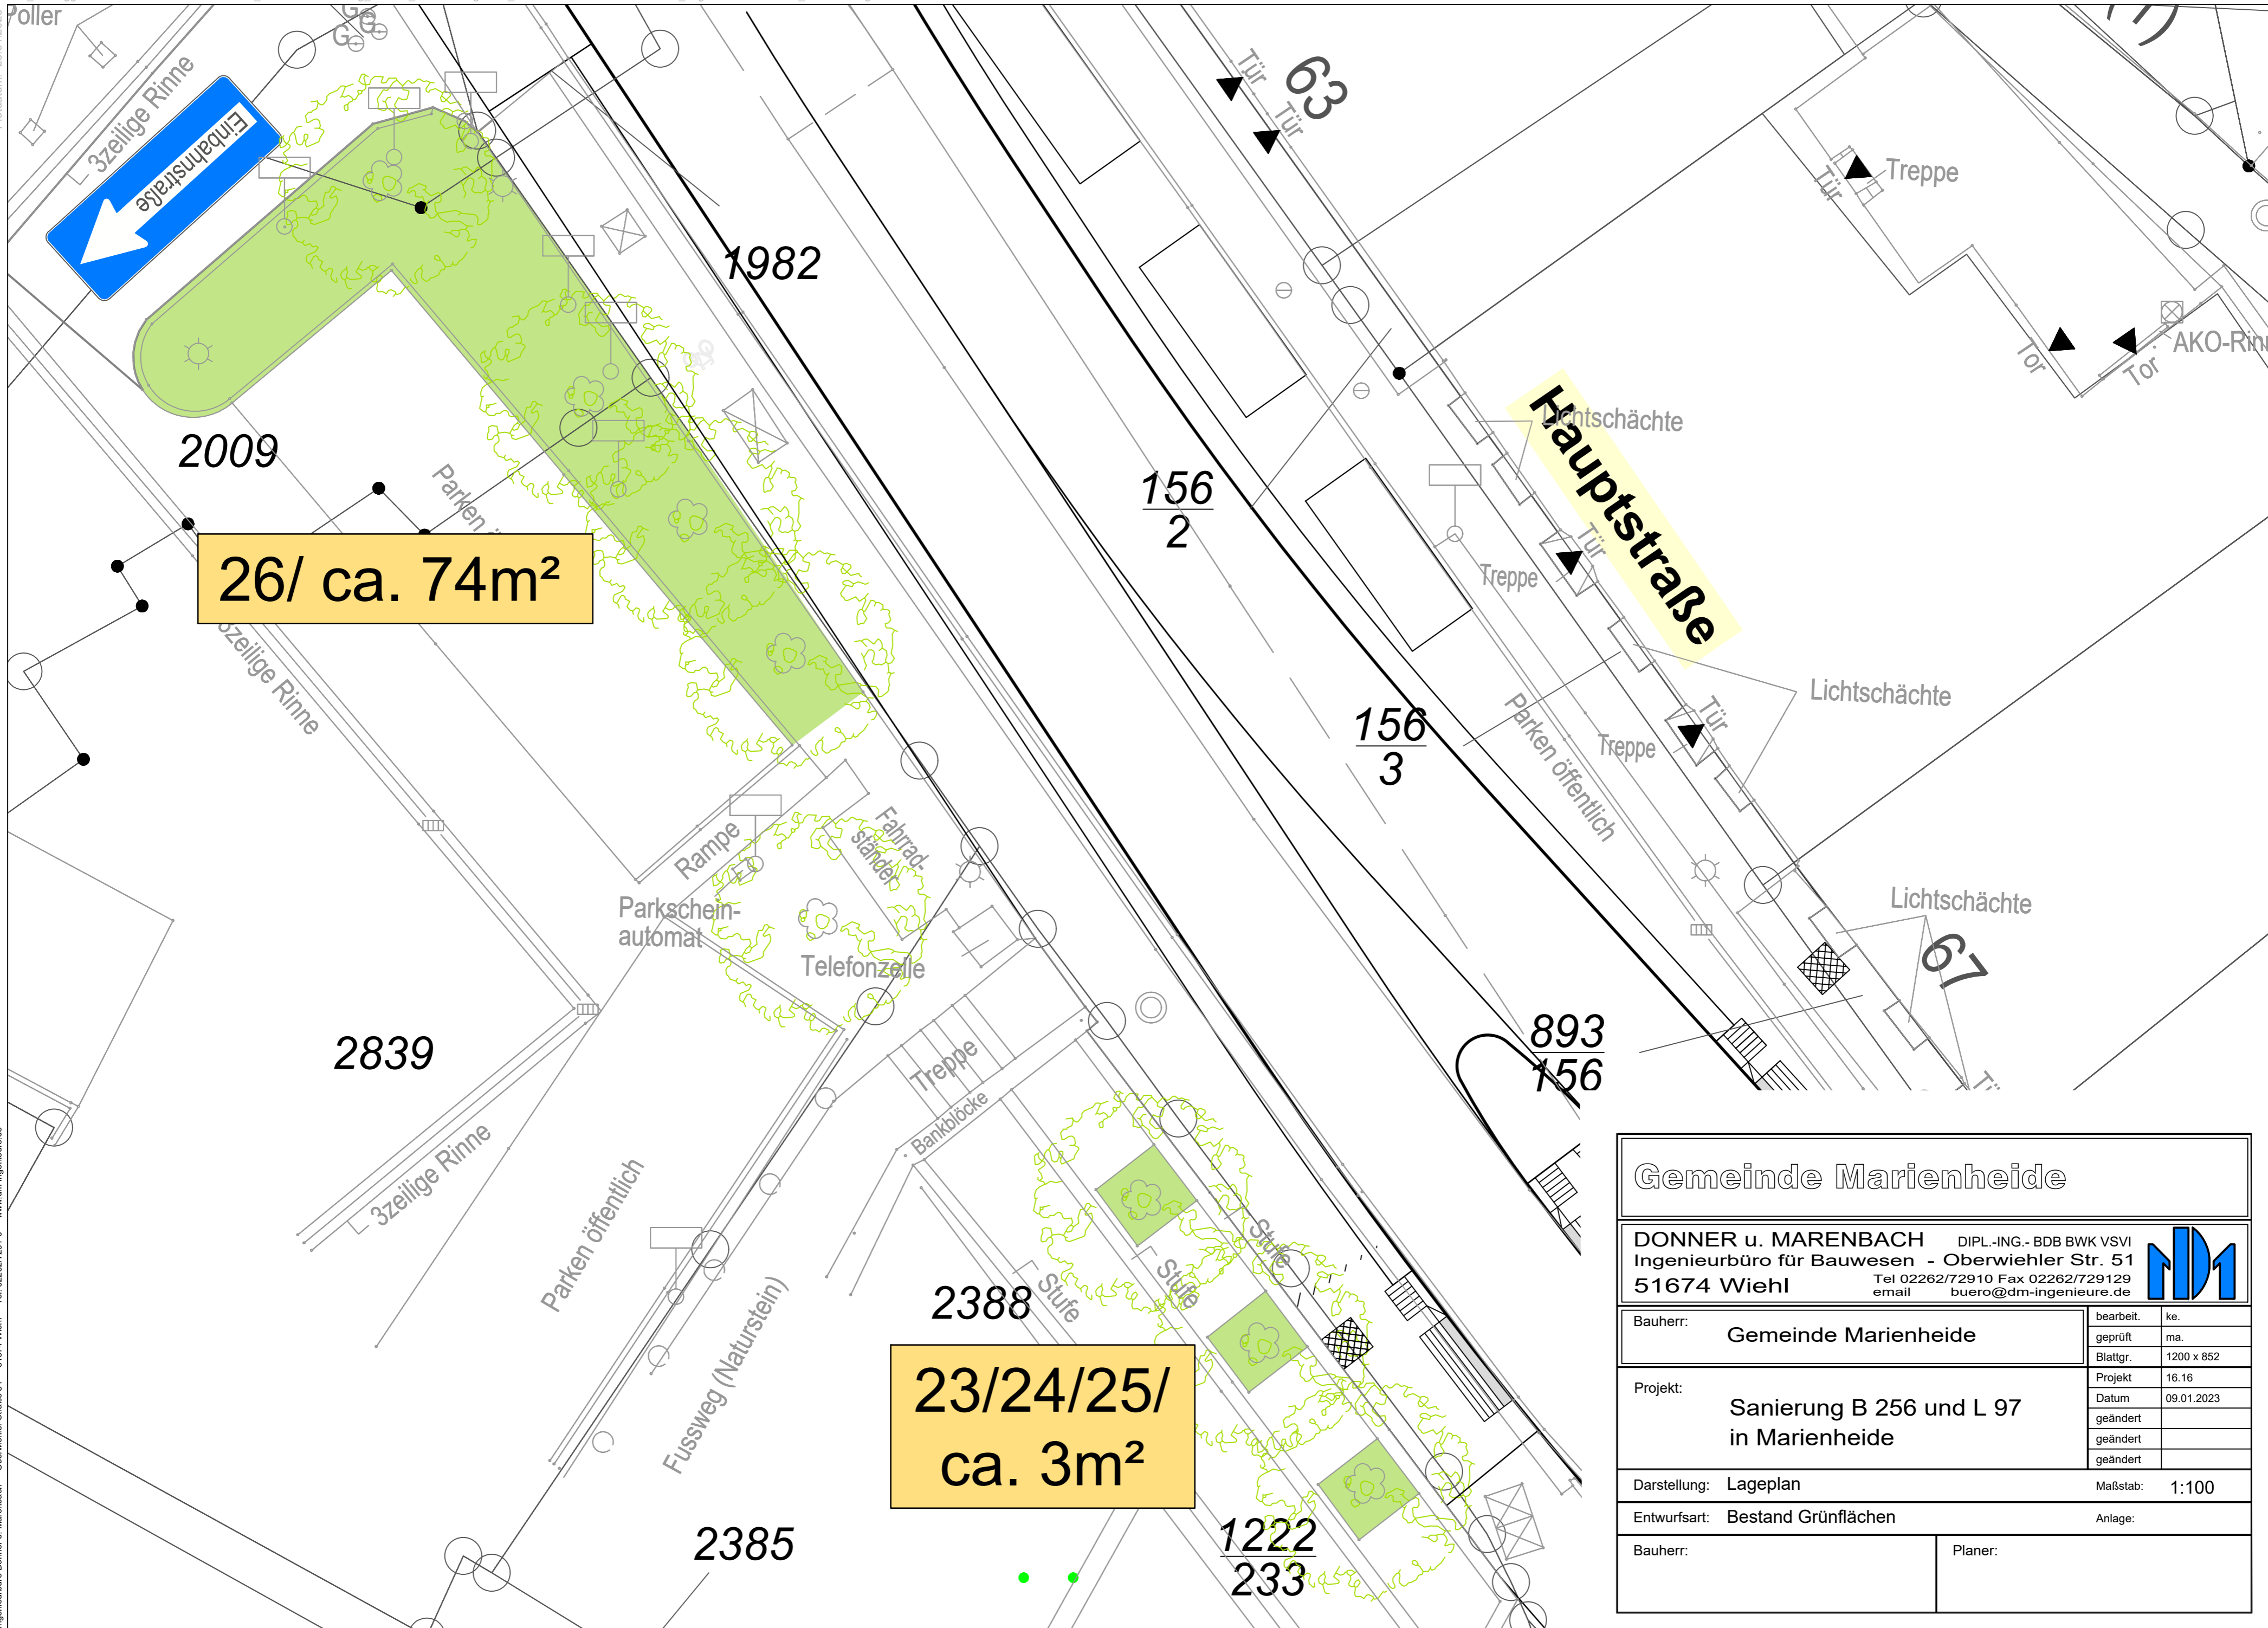 Poller
G
G
G
3zeilige Rinne
Einbahnstraße
1982
Tür
63
Tür
Treppe
Tür
Tor
Tor
2009
Parken
26/ ca. 74m²
3zeilige Rinne
156
2
Lichtschächte
Hauptstraße
Tür
Treppe
Lichtschächte
156
3
Tür
Treppe
Parken öffentlich
Rampe
Fahrrad-
ständer
Parkschein-
automat
Telefonzelle
Lichtschächte
67
893
156
2839
Treppe
Bankblöcke
3zeilige Rinne
Parken öffentlich
Fussweg (Naturstein)
Stufe
Stufe
Stufe
2388
23/24/25/
ca. 3m²
2385
1222
233
Gemeinde Marienheide
DONNER u. MARENBACH DIPL.-ING.- BDB BWK VSVI
Ingenieurbüro für Bauwesen - Oberwiehler Str. 51
51674 Wiehl Tel 02262/72910 Fax 02262/729129
email buero@dm-ingenieure.de
Bauherr: Gemeinde Marienheide
bearbeit. ke.
geprüft ma.
Blattgr. 1200 x 852
Projekt: Sanierung B 256 und L 97
in Marienheide
Projekt 16.16
Datum 09.01.2023
geändert
geändert
geändert
Darstellung: Lageplan Maßstab: 1:100
Entwurfsart: Bestand Grünflächen Anlage:
Bauherr: Planer: